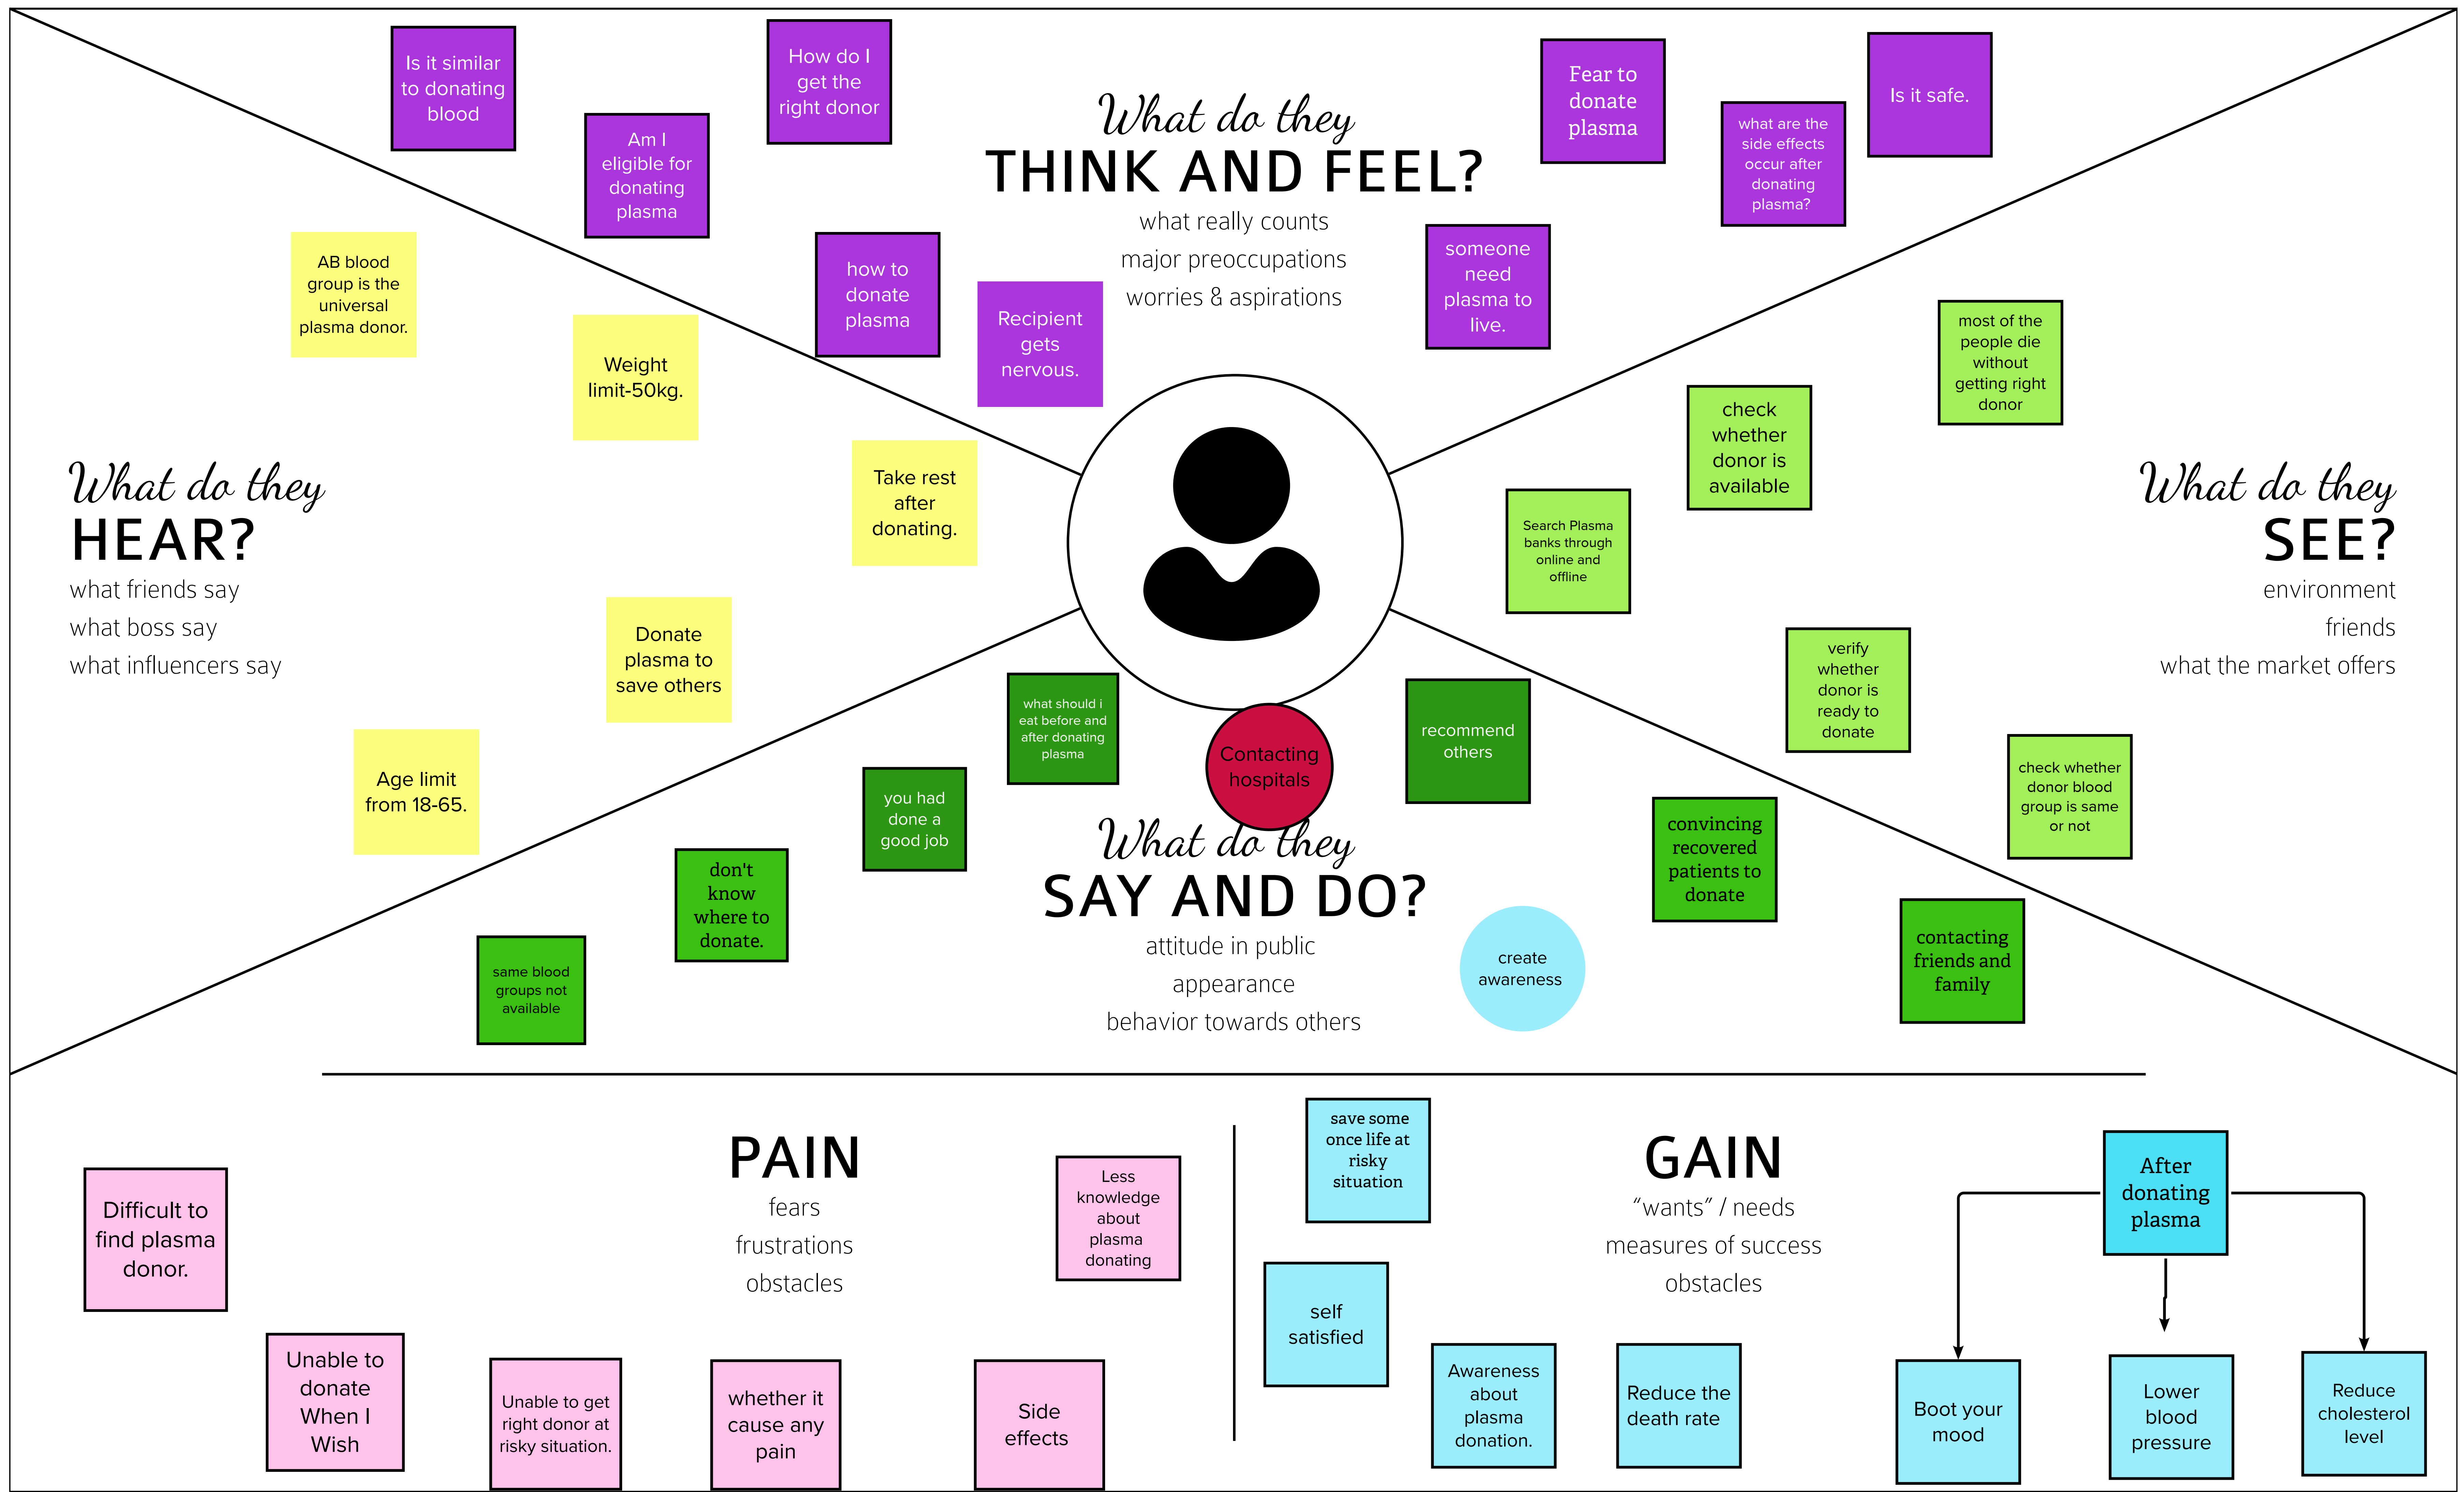 Is it similar
to donating
blood
Am I
eligible for
donating
plasma
How do I
get the
right donor
how to
donate
plasma
Recipient
gets
nervous.
What do they
THINK AND FEEL?
what really counts
major preoccupations
worries & aspirations
Fear to
donate
plasma
what are the
side effects
occur after
donating
plasma?
Is it safe.
someone
need
plasma to
live.
AB blood
group is the
universal
plasma donor.
Weight
limit-50kg.
Take rest
after
donating.
What do they
HEAR?
what friends say
what boss say
what influencers say
Donate
plasma to
save others
Age limit
from 18-65.
most of the
people die
without
getting right
donor
check
whether
donor is
available
Search Plasma
banks through
online and
offline
What do they
SEE?
environment
friends
what the market offers
verify
whether
donor is
ready to
donate
check whether
donor blood
group is same
or not
what should i
eat before and
after donating
plasma
Contacting
hospitals
recommend
others
you had
done a
good job
don't
know
where to
donate.
same blood
groups not
available
What do they
SAY AND DO?
attitude in public
appearance
behavior towards others
create
awareness
convincing
recovered
patients to
donate
contacting
friends and
family
PAIN
fears
frustrations
obstacles
Difficult to
find plasma
donor.
Less
knowledge
about
plasma
donating
Unable to
donate
When I
Wish
Unable to get
right donor at
risky situation.
whether it
cause any
pain
Side
effects
save some
once life at
risky
situation
GAIN
“wants” / needs
measures of success
obstacles
self
satisfied
Awareness
about
plasma
donation.
Reduce the
death rate
After
donating
plasma
Boot your
mood
Lower
blood
pressure
Reduce
cholesterol
level